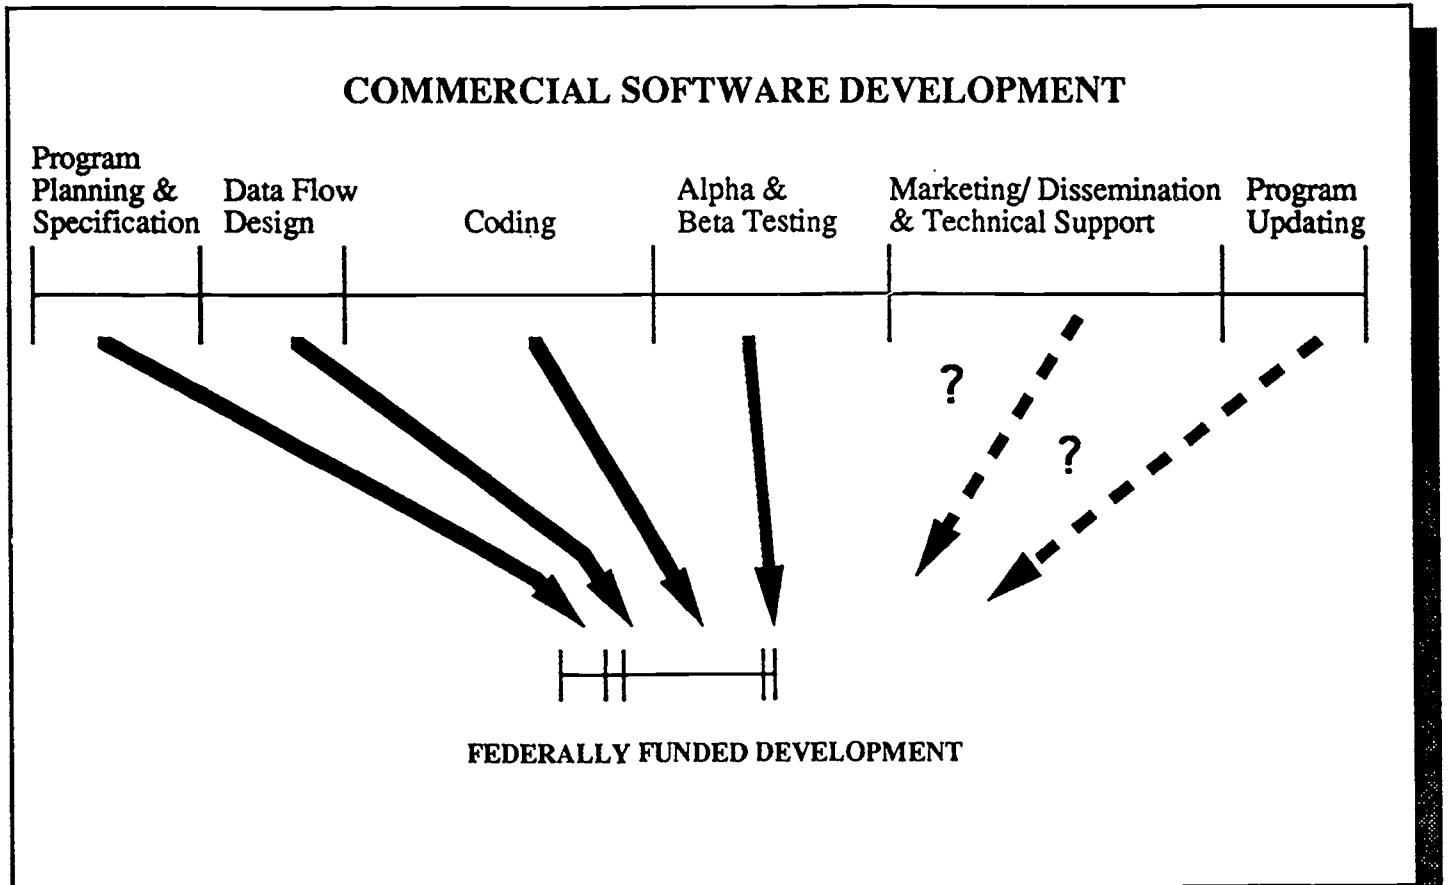 COMMERCIAL SOFTWARE DEVELOPMENT
Program
Planning &
Specification
Data Flow
Design
Coding
Alpha &
Beta Testing
Marketing/ Dissemination
& Technical Support
Program
Updating
?
?
FEDERALLY FUNDED DEVELOPMENT